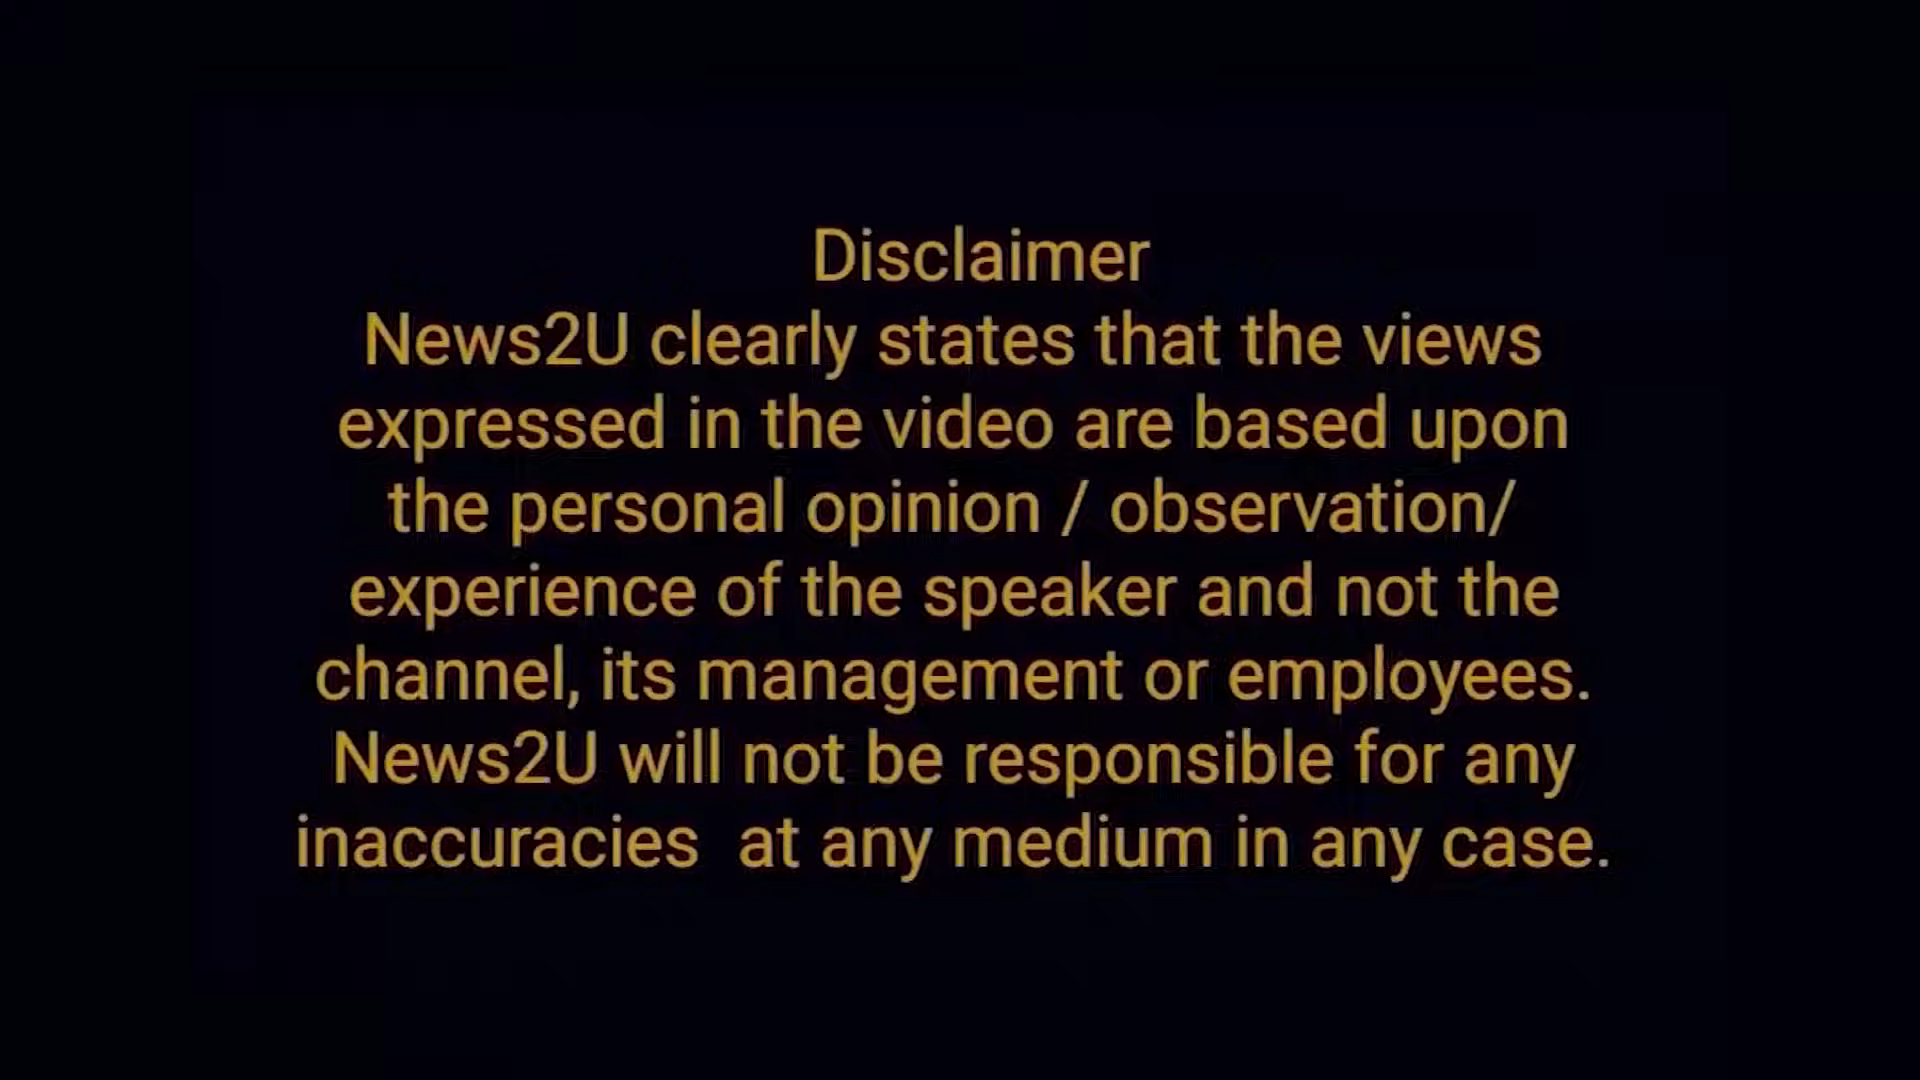 Disclaimer
News2U clearly states that the views
expressed in the video are based upon
the personal opinion / observation/
experience of the speaker and not the
channel, its management or employees.
News2U will not be responsible for any
inaccuracies  at any medium in any case.